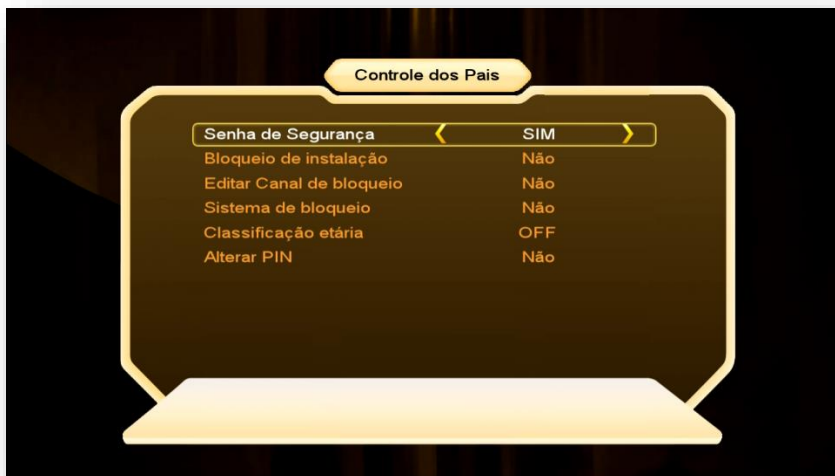 Controle dos Pais
Senha de Segurança SIM
Bloqueio de instalação Não
Editar Canal de bloqueio Não
Sistema de bloqueio Não
Classificação etária OFF
Alterar PIN Não